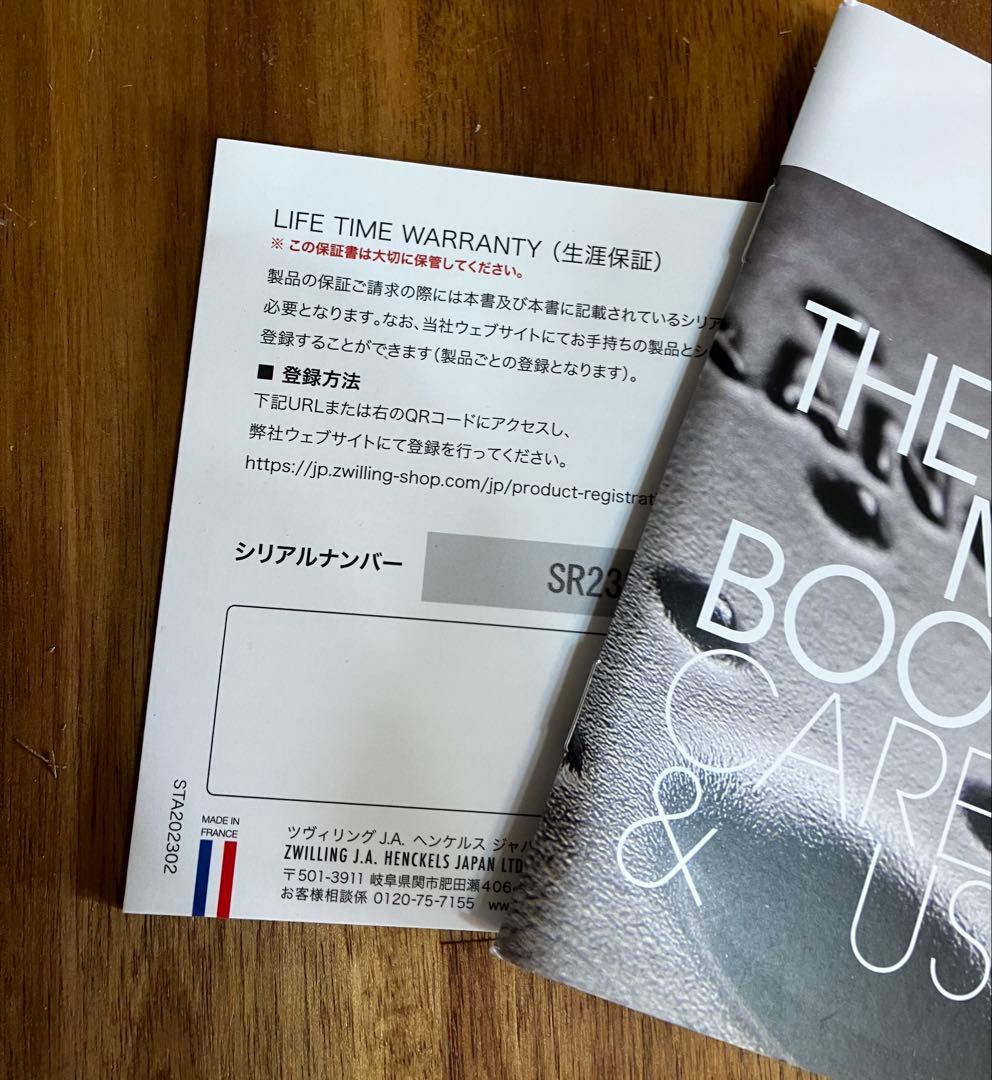 LIFE TIME WARRANTY（生涯保証）
※ この保証書は大切に保管してください。
製品の保証ご請求の際には本書及び本書に記載されているシリア
必要となります。なお、当社ウェブサイトにてお手持ちの製品とシ
登録することができます（製品ごとの登録となります）。
■ 登録方法
下記URLまたは右のQRコードにアクセスし、
弊社ウェブサイトにて登録を行ってください。
https://jp.zwilling-shop.com/jp/product-registrat
シリアルナンバー
SR23
STA202302
MADE IN
FRANCE
ツヴィリング J.A. ヘンケルス ジャパ
ZWILLING J.A. HENCKELS JAPAN LTD
〒501-3911 岐阜県関市肥田瀬406
お客様相談係 0120-75-7155 ww
THE
BOO
CARE
&
US